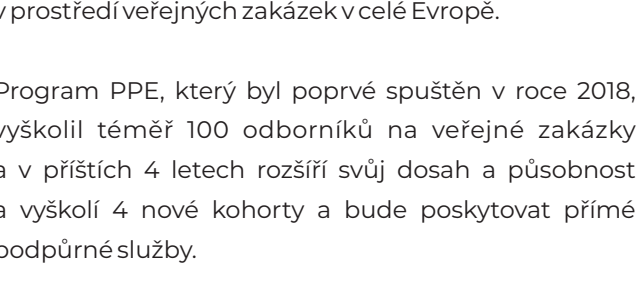 v prostředí veřejných zakázek v celé Evropě.
Program PPE, který byl poprvé spuštěn v roce 2018,
vyškolil téměř 100 odborníků na veřejné zakázky
a v příštích 4 letech rozšíří svůj dosah a působnost
a vyškolí 4 nové kohorty a bude poskytovat přímé
podpůrné služby.